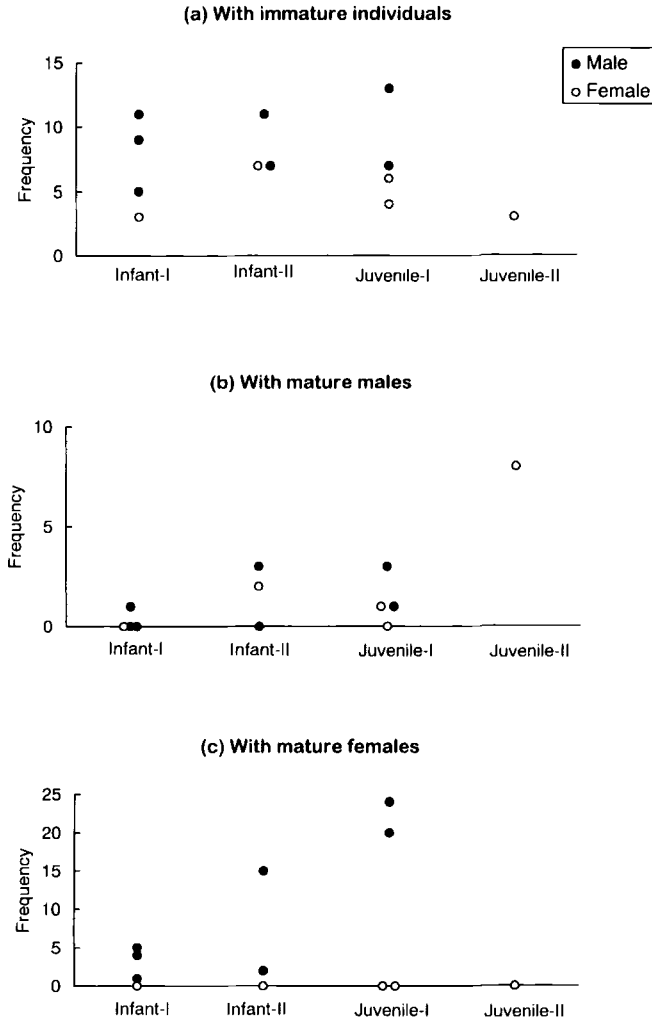 (a) With immature individuals
● Male
○ Female
15
10
5
0
Frequency
Infant-I
Infant-II
Juvenile-I
Juvenile-II
(b) With mature males
10
5
0
Frequency
Infant-I
Infant-II
Juvenile-I
Juvenile-II
(c) With mature females
25
20
15
10
5
0
Frequency
Infant-I
Infant-II
Juvenile-I
Juvenile-II